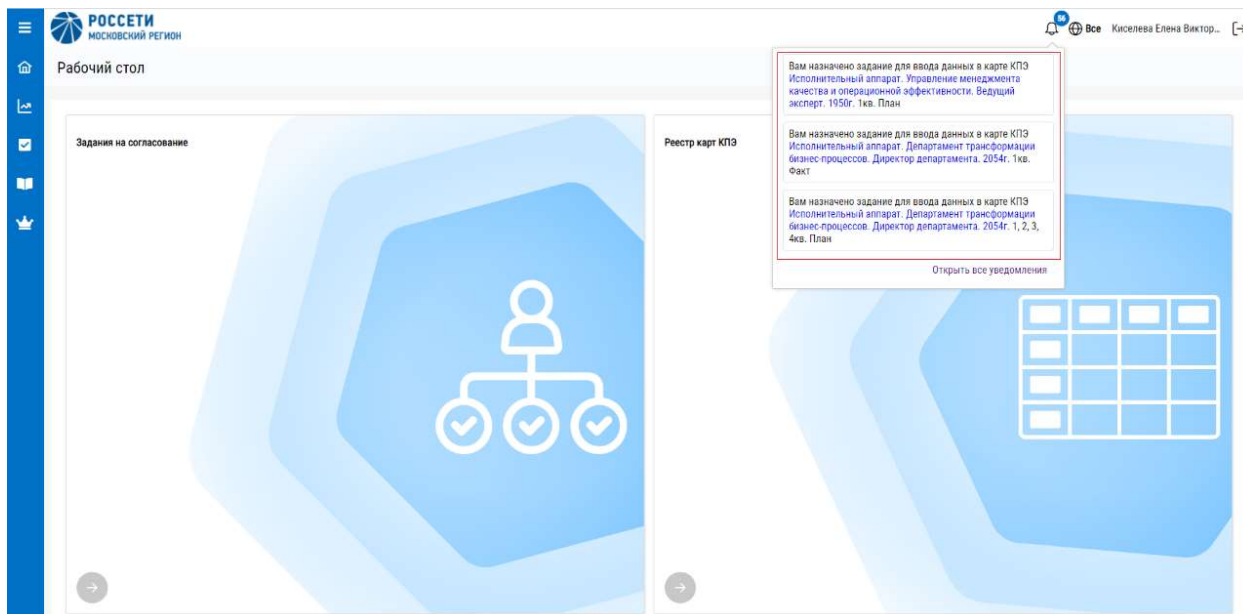 РОССЕТИ
МОСКОВСКИЙ РЕГИОН
56
Все
Киселева Елена Виктор...
Рабочий стол
Вам назначено задание для ввода данных в карте КПЭ
Исполнительный аппарат. Управление менеджмента
качества и операционной эффективности. Ведущий
эксперт. 1950г. 1кв. План
Вам назначено задание для ввода данных в карте КПЭ
Исполнительный аппарат. Департамент трансформации
бизнес-процессов. Директор департамента. 2054г. 1кв.
Факт
Вам назначено задание для ввода данных в карте КПЭ
Исполнительный аппарат. Департамент трансформации
бизнес-процессов. Директор департамента. 2054г. 1, 2, 3,
4кв. План
Открыть все уведомления
Задания на согласование
Реестр карт КПЭ